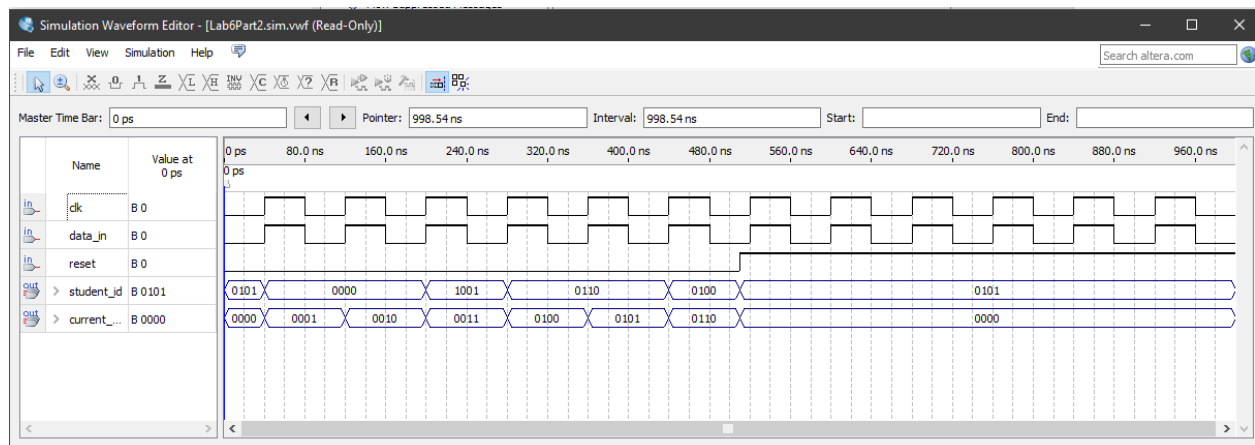 Simulation Waveform Editor - [Lab6Part2.sim.vwf (Read-Only)]
File Edit View Simulation Help
Search altera.com
Master Time Bar: 0 ps Pointer: 998.54 ns Interval: 998.54 ns Start: End:
Name Value at 0 ps
0 ps 80.0 ns 160.0 ns 240.0 ns 320.0 ns 400.0 ns 480.0 ns 560.0 ns 640.0 ns 720.0 ns 800.0 ns 880.0 ns 960.0 ns
0 ps
in clk B 0
in data_in B 0
in reset B 0
out > student_id B 0101 0101 0000 1001 0110 0100 0101
out > current_... B 0000 0000 0001 0010 0011 0100 0101 0110 0000